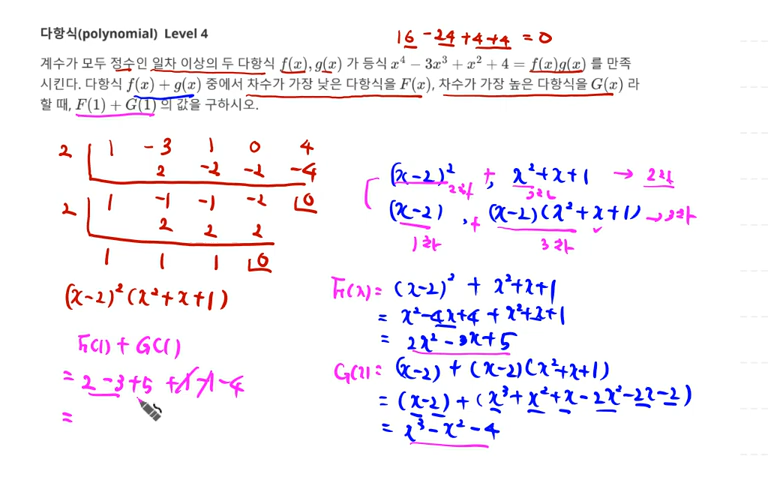 다항식(polynomial) Level 4
16 -24 +4+4 = 0
계수가 모두 정수인 일차 이상의 두 다항식 f(x), g(x) 가 등식 x⁴ − 3x³ + x² + 4 = f(x)g(x) 를 만족
시킨다. 다항식 f(x) + g(x) 중에서 차수가 가장 낮은 다항식을 F(x), 차수가 가장 높은 다항식을 G(x) 라
할 때, F(1) + G(1) 의 값을 구하시오.
2 1 -3 1 0 4
2 -2 -2 -4
2 1 -1 -1 -2 0
2 2 2
1 1 1 0
(x-2)²(x²+x+1)
(x-2)² + , x²+x+1 → 2차
2차 2차
(x-2) , + (x-2)(x²+x+1) → 3차
1차 3차
F(x) = (x-2)² + x²+x+1
= x²-4x+4 + x²+x+1
= 2x²-3x+5
G(x) = (x-2) + (x-2)(x²+x+1)
= (x-2) + (x³+x²+x-2x²-2x-2)
= x³-x²-4
F(1) + G(1)
= 2-3+5 +1-1-4
=